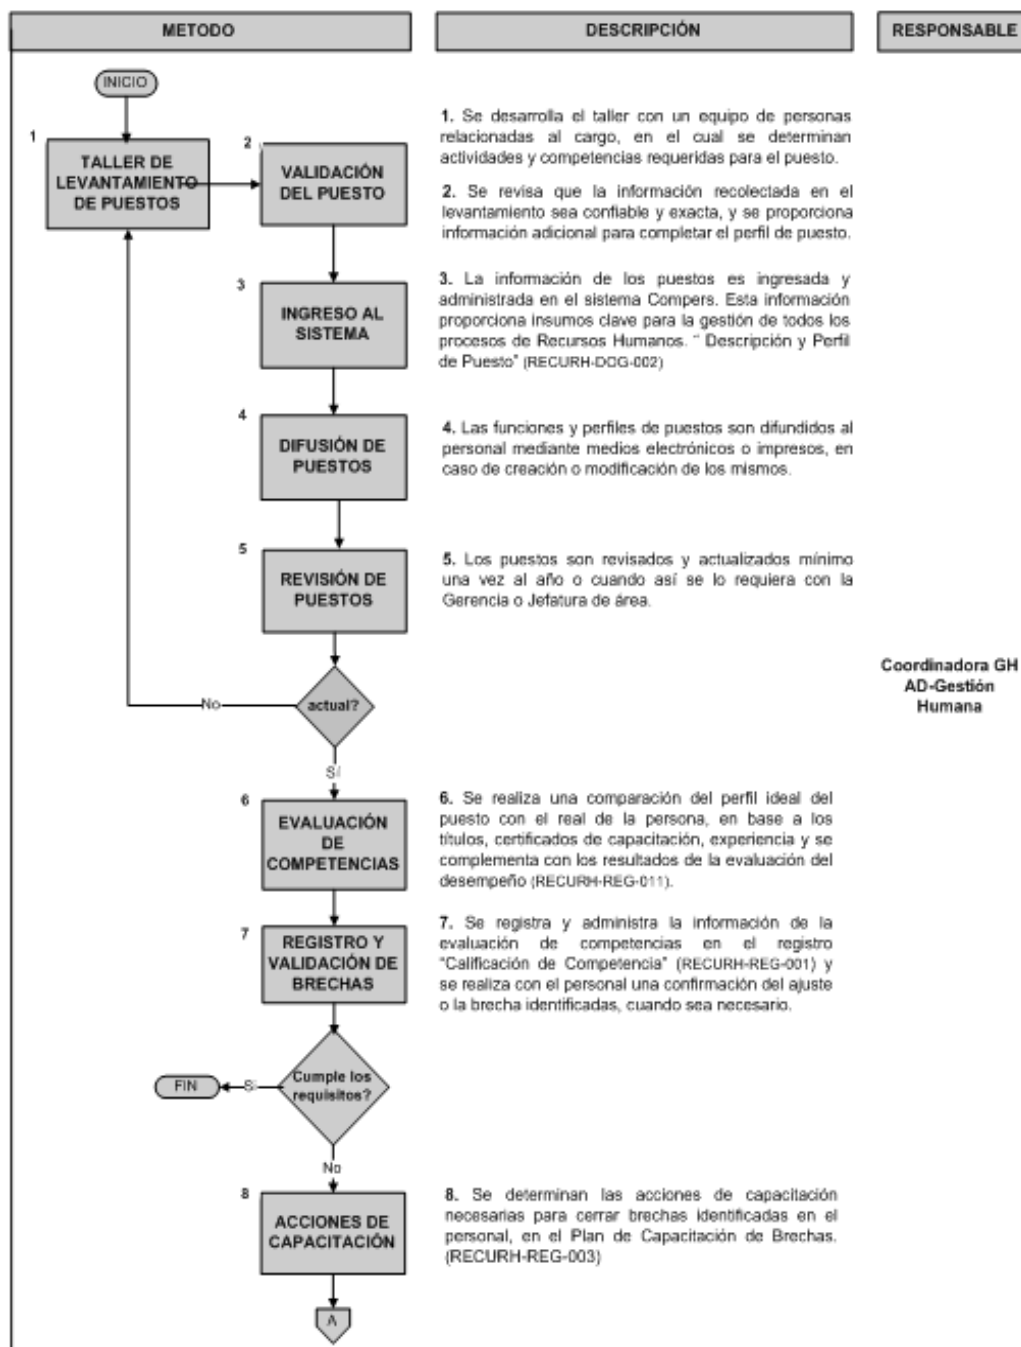 METODO
DESCRIPCIÓN
RESPONSABLE
INICIO
1
TALLER DE
LEVANTAMIENTO
DE PUESTOS
2
VALIDACIÓN
DEL PUESTO
1. Se desarrolla el taller con un equipo de personas
relacionadas al cargo, en el cual se determinan
actividades y competencias requeridas para el puesto.
2. Se revisa que la información recolectada en el
levantamiento sea confiable y exacta, y se proporciona
información adicional para completar el perfil de puesto.
3
INGRESO AL
SISTEMA
3. La información de los puestos es ingresada y
administrada en el sistema Compers. Esta información
proporciona insumos clave para la gestión de todos los
procesos de Recursos Humanos. " Descripción y Perfil
de Puesto" (RECURH-DOG-002)
4
DIFUSIÓN DE
PUESTOS
4. Las funciones y perfiles de puestos son difundidos al
personal mediante medios electrónicos o impresos, en
caso de creación o modificación de los mismos.
5
REVISIÓN DE
PUESTOS
5. Los puestos son revisados y actualizados mínimo
una vez al año o cuando así se lo requiera con la
Gerencia o Jefatura de área.
Coordinadora GH
AD-Gestión
Humana
actual?
No
Sí
6
EVALUACIÓN
DE
COMPETENCIAS
6. Se realiza una comparación del perfil ideal del
puesto con el real de la persona, en base a los
títulos, certificados de capacitación, experiencia y se
complementa con los resultados de la evaluación del
desempeño (RECURH-REG-011).
7
REGISTRO Y
VALIDACIÓN DE
BRECHAS
7. Se registra y administra la información de la
evaluación de competencias en el registro
"Calificación de Competencia" (RECURH-REG-001) y
se realiza con el personal una confirmación del ajuste
o la brecha identificadas, cuando sea necesario.
Cumple los
requisitos?
Si
FIN
No
8
ACCIONES DE
CAPACITACIÓN
8. Se determinan las acciones de capacitación
necesarias para cerrar brechas identificadas en el
personal, en el Plan de Capacitación de Brechas.
(RECURH-REG-003)
A